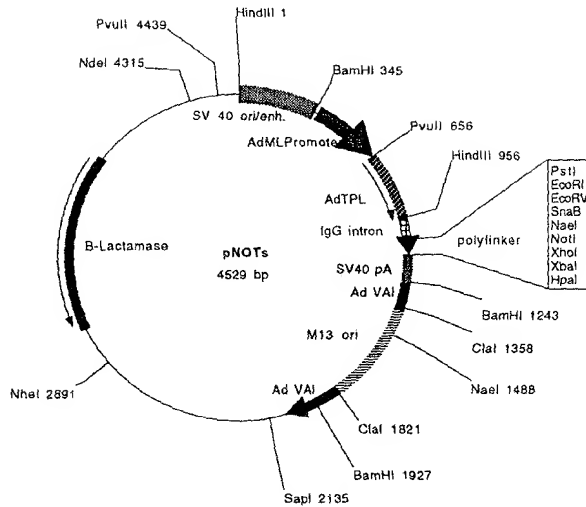 HindIII 1
PvuII 4439
NdeI 4315
BamHI 345
SV 40 ori/enh.
AdMLPromoter
PvuII 656
HindIII 956
PstI
EcoRI
EcoRV
SnaB
NaeI
NotI
XhoI
XbaI
HpaI
AdTPL
IgG intron
polylinker
B-Lactamase
pNOTs
4529 bp
SV40 pA
Ad VAI
BamHI 1243
M13 ori
ClaI 1358
NaeI 1488
NheI 2891
Ad VAI
ClaI 1821
BamHI 1927
SapI 2135